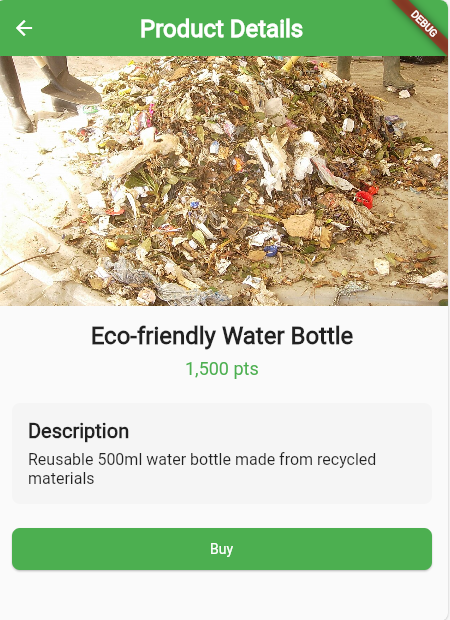 Product Details
DEBUG
Eco-friendly Water Bottle
1,500 pts
Description
Reusable 500ml water bottle made from recycled
materials
Buy